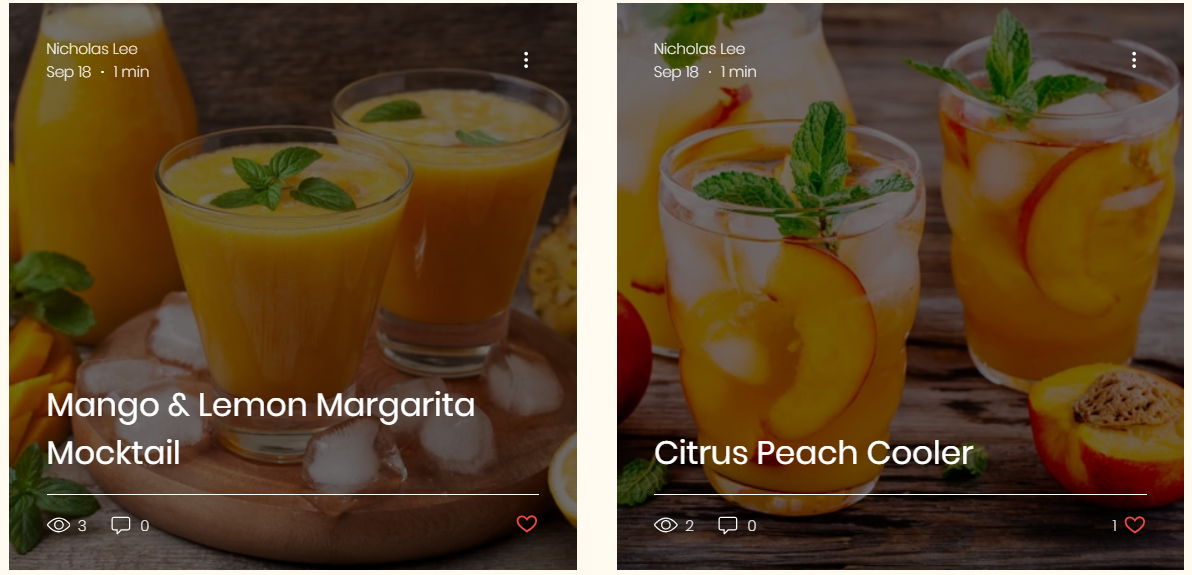 Nicholas Lee
Sep 18 · 1 min
Mango & Lemon Margarita
Mocktail
3 0
Nicholas Lee
Sep 18 · 1 min
Citrus Peach Cooler
2 0 1